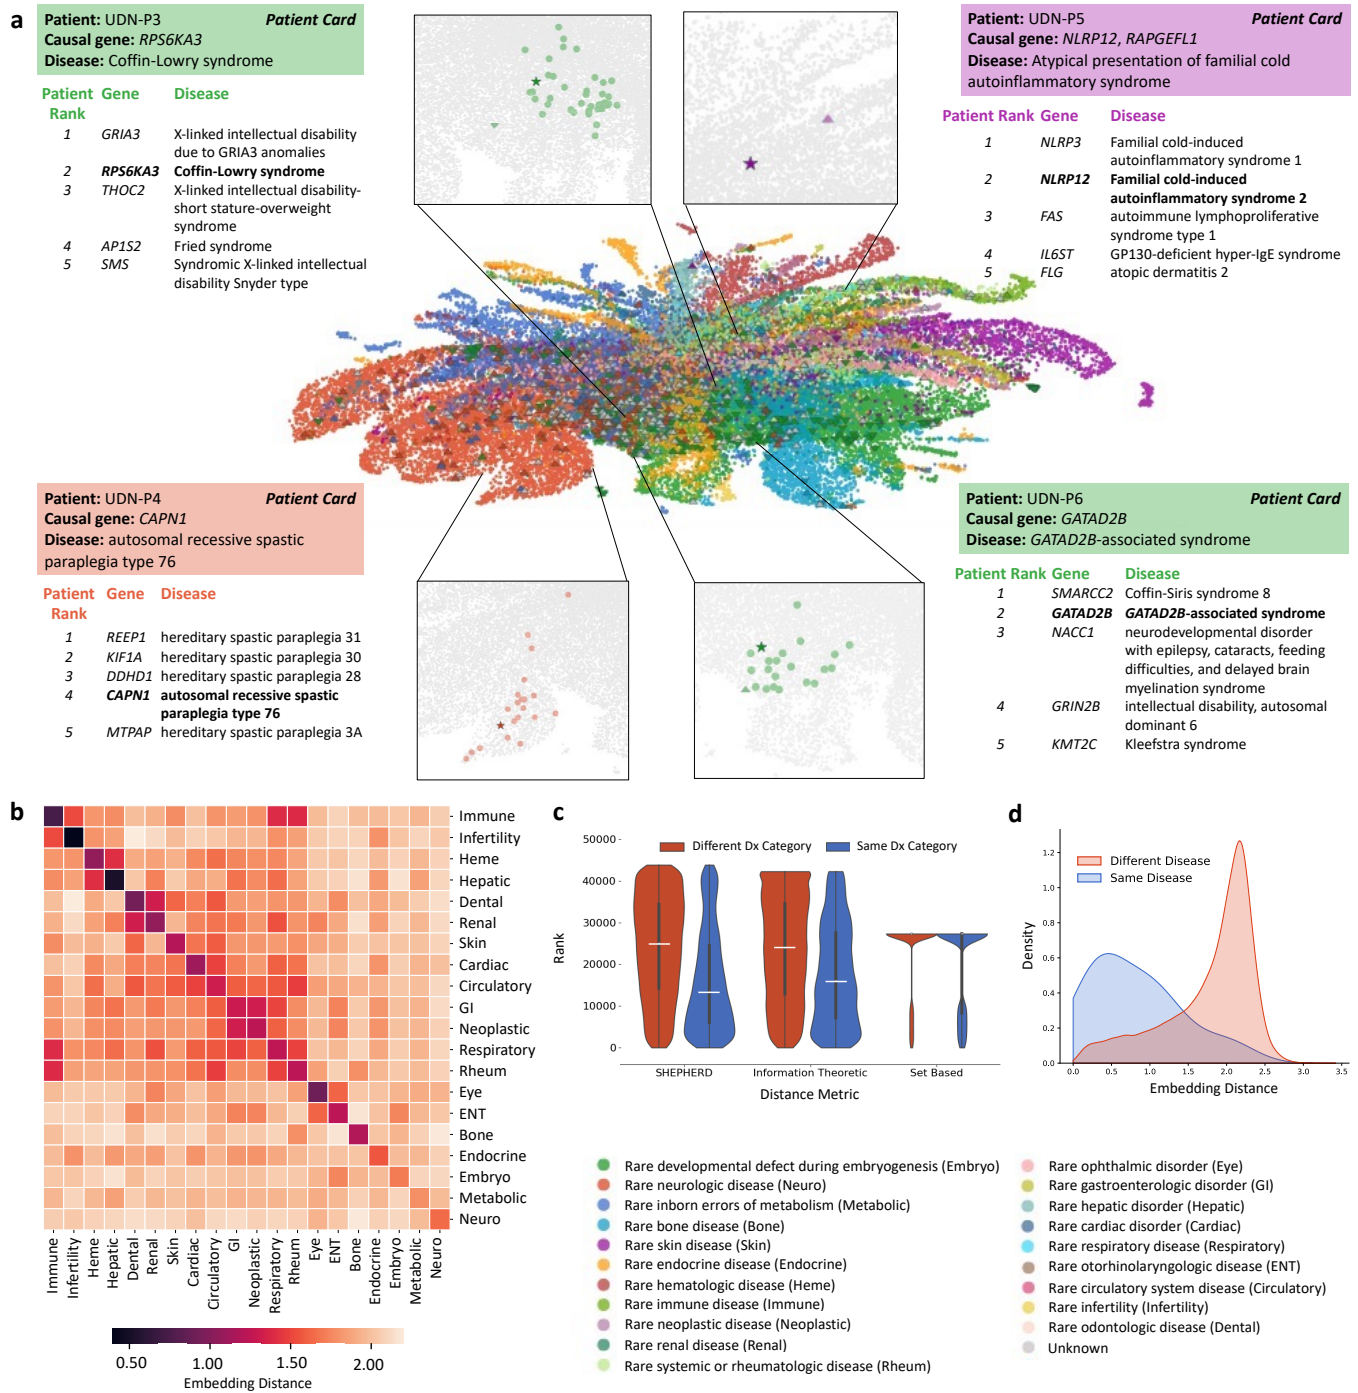 a
Patient: UDN-P3 Patient Card
Causal gene: RPS6KA3
Disease: Coffin-Lowry syndrome
Patient Rank Gene Disease
1 GRIA3 X-linked intellectual disability
due to GRIA3 anomalies
2 RPS6KA3 Coffin-Lowry syndrome
3 THOC2 X-linked intellectual disability-
short stature-overweight
syndrome
4 AP1S2 Fried syndrome
5 SMS Syndromic X-linked intellectual
disability Snyder type
Patient: UDN-P5 Patient Card
Causal gene: NLRP12, RAPGEFL1
Disease: Atypical presentation of familial cold
autoinflammatory syndrome
Patient Rank Gene Disease
1 NLRP3 Familial cold-induced
autoinflammatory syndrome 1
2 NLRP12 Familial cold-induced
autoinflammatory syndrome 2
3 FAS autoimmune lymphoproliferative
syndrome type 1
4 IL6ST GP130-deficient hyper-IgE syndrome
5 FLG atopic dermatitis 2
Patient: UDN-P4 Patient Card
Causal gene: CAPN1
Disease: autosomal recessive spastic
paraplegia type 76
Patient Rank Gene Disease
1 REEP1 hereditary spastic paraplegia 31
2 KIF1A hereditary spastic paraplegia 30
3 DDHD1 hereditary spastic paraplegia 28
4 CAPN1 autosomal recessive spastic
paraplegia type 76
5 MTPAP hereditary spastic paraplegia 3A
Patient: UDN-P6 Patient Card
Causal gene: GATAD2B
Disease: GATAD2B-associated syndrome
Patient Rank Gene Disease
1 SMARCC2 Coffin-Siris syndrome 8
2 GATAD2B GATAD2B-associated syndrome
3 NACC1 neurodevelopmental disorder
with epilepsy, cataracts, feeding
difficulties, and delayed brain
myelination syndrome
4 GRIN2B intellectual disability, autosomal
dominant 6
5 KMT2C Kleefstra syndrome
b
Immune
Infertility
Heme
Hepatic
Dental
Renal
Skin
Cardiac
Circulatory
GI
Neoplastic
Respiratory
Rheum
Eye
ENT
Bone
Endocrine
Embryo
Metabolic
Neuro
Immune Infertility Heme Hepatic Dental Renal Skin Cardiac Circulatory GI Neoplastic Respiratory Rheum Eye ENT Bone Endocrine Embryo Metabolic Neuro
0.50 1.00 1.50 2.00
Embedding Distance
c
Different Dx Category Same Dx Category
50000
40000
30000
20000
10000
0
Rank
SHEPHERD Information Theoretic Set Based
Distance Metric
d
Different Disease
Same Disease
1.2
1.0
0.8
0.6
0.4
0.2
0.0
Density
0.0 0.5 1.0 1.5 2.0 2.5 3.0 3.5
Embedding Distance
Rare developmental defect during embryogenesis (Embryo)
Rare neurologic disease (Neuro)
Rare inborn errors of metabolism (Metabolic)
Rare bone disease (Bone)
Rare skin disease (Skin)
Rare endocrine disease (Endocrine)
Rare hematologic disease (Heme)
Rare immune disease (Immune)
Rare neoplastic disease (Neoplastic)
Rare renal disease (Renal)
Rare systemic or rheumatologic disease (Rheum)
Rare ophthalmic disorder (Eye)
Rare gastroenterologic disorder (GI)
Rare hepatic disorder (Hepatic)
Rare cardiac disorder (Cardiac)
Rare respiratory disease (Respiratory)
Rare otorhinolaryngologic disease (ENT)
Rare circulatory system disease (Circulatory)
Rare infertility (Infertility)
Rare odontologic disease (Dental)
Unknown